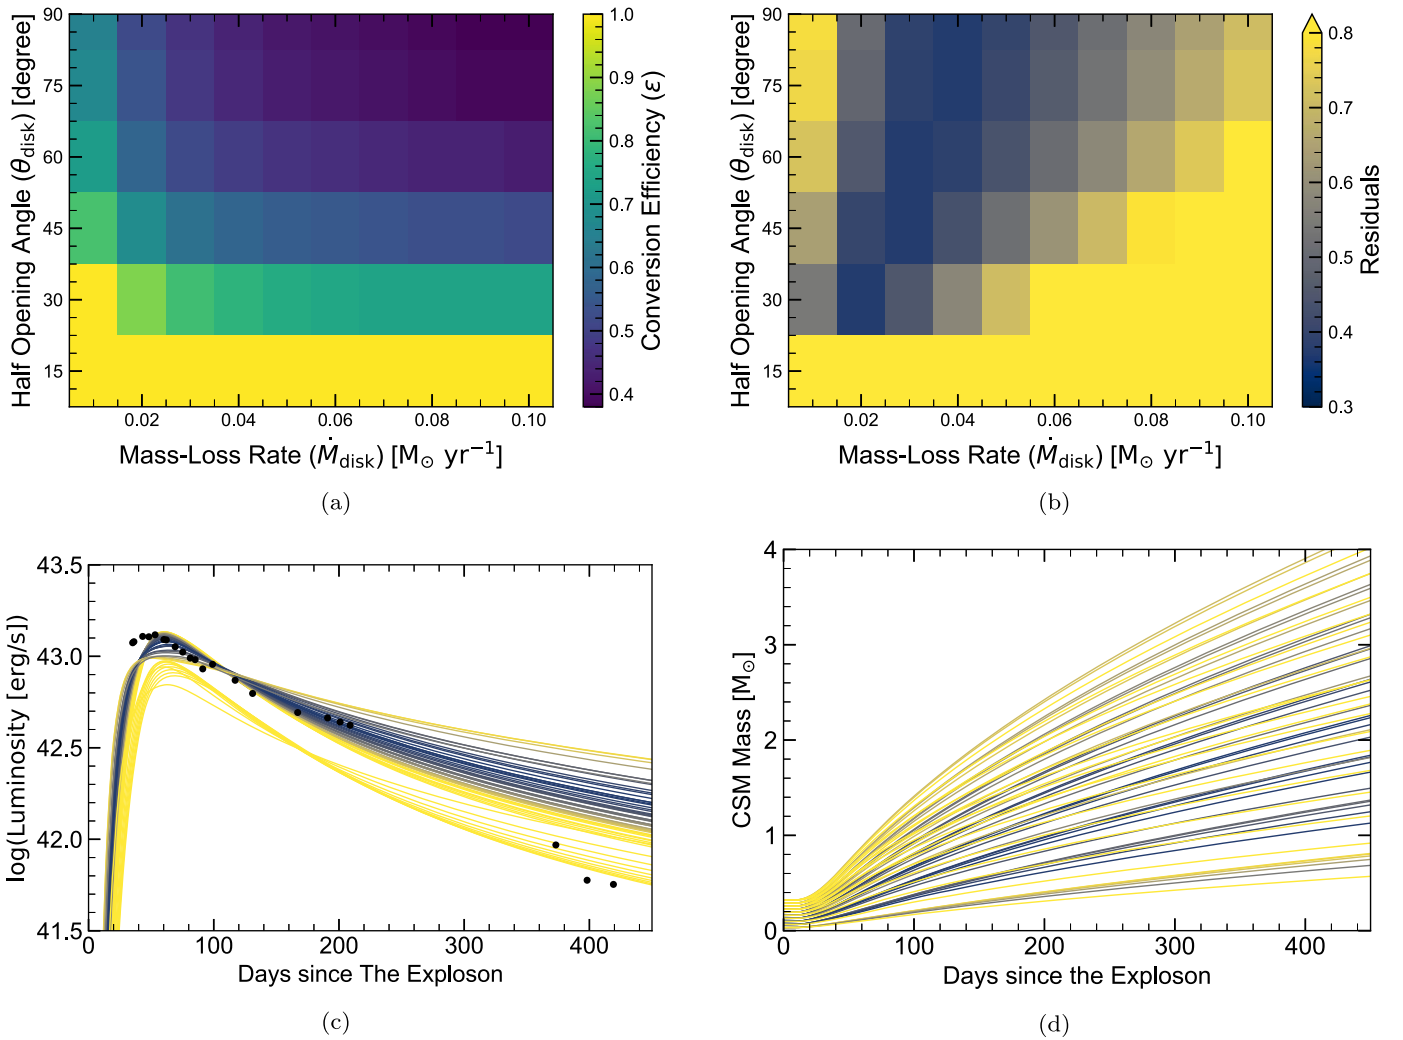 90
75
60
45
30
15
Half Opening Angle (θdisk) [degree]
0.02 0.04 0.06 0.08 0.10
Mass-Loss Rate (Ṁdisk) [M⊙ yr−1]
1.0
0.9
0.8
0.7
0.6
0.5
0.4
Conversion Efficiency (ε)
(a)
90
75
60
45
30
15
Half Opening Angle (θdisk) [degree]
0.02 0.04 0.06 0.08 0.10
Mass-Loss Rate (Ṁdisk) [M⊙ yr−1]
0.8
0.7
0.6
0.5
0.4
0.3
Residuals
(b)
43.5
43.0
42.5
42.0
41.5
log(Luminosity [erg/s])
0 100 200 300 400
Days since The Exploson
(c)
4
3
2
1
0
CSM Mass [M⊙]
0 100 200 300 400
Days since the Exploson
(d)